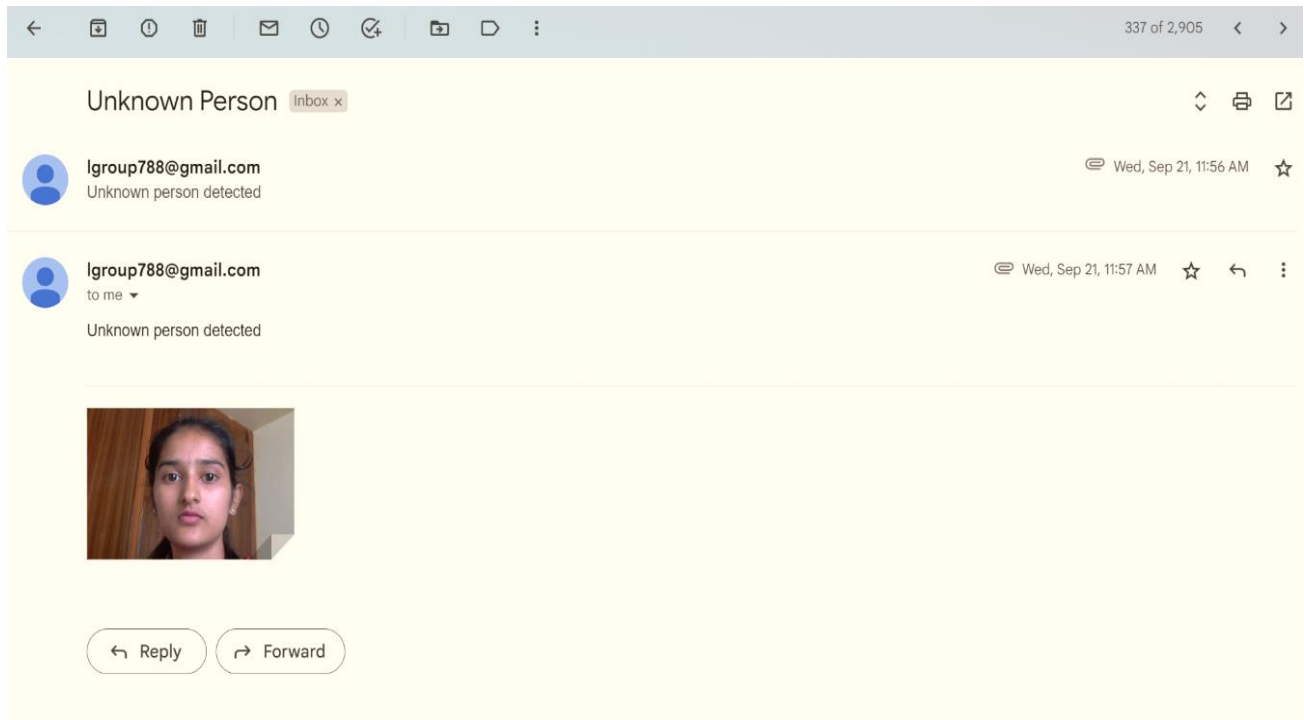 337 of 2,905
Unknown Person Inbox x
lgroup788@gmail.com Wed, Sep 21, 11:56 AM
Unknown person detected
lgroup788@gmail.com Wed, Sep 21, 11:57 AM
to me
Unknown person detected
Reply Forward